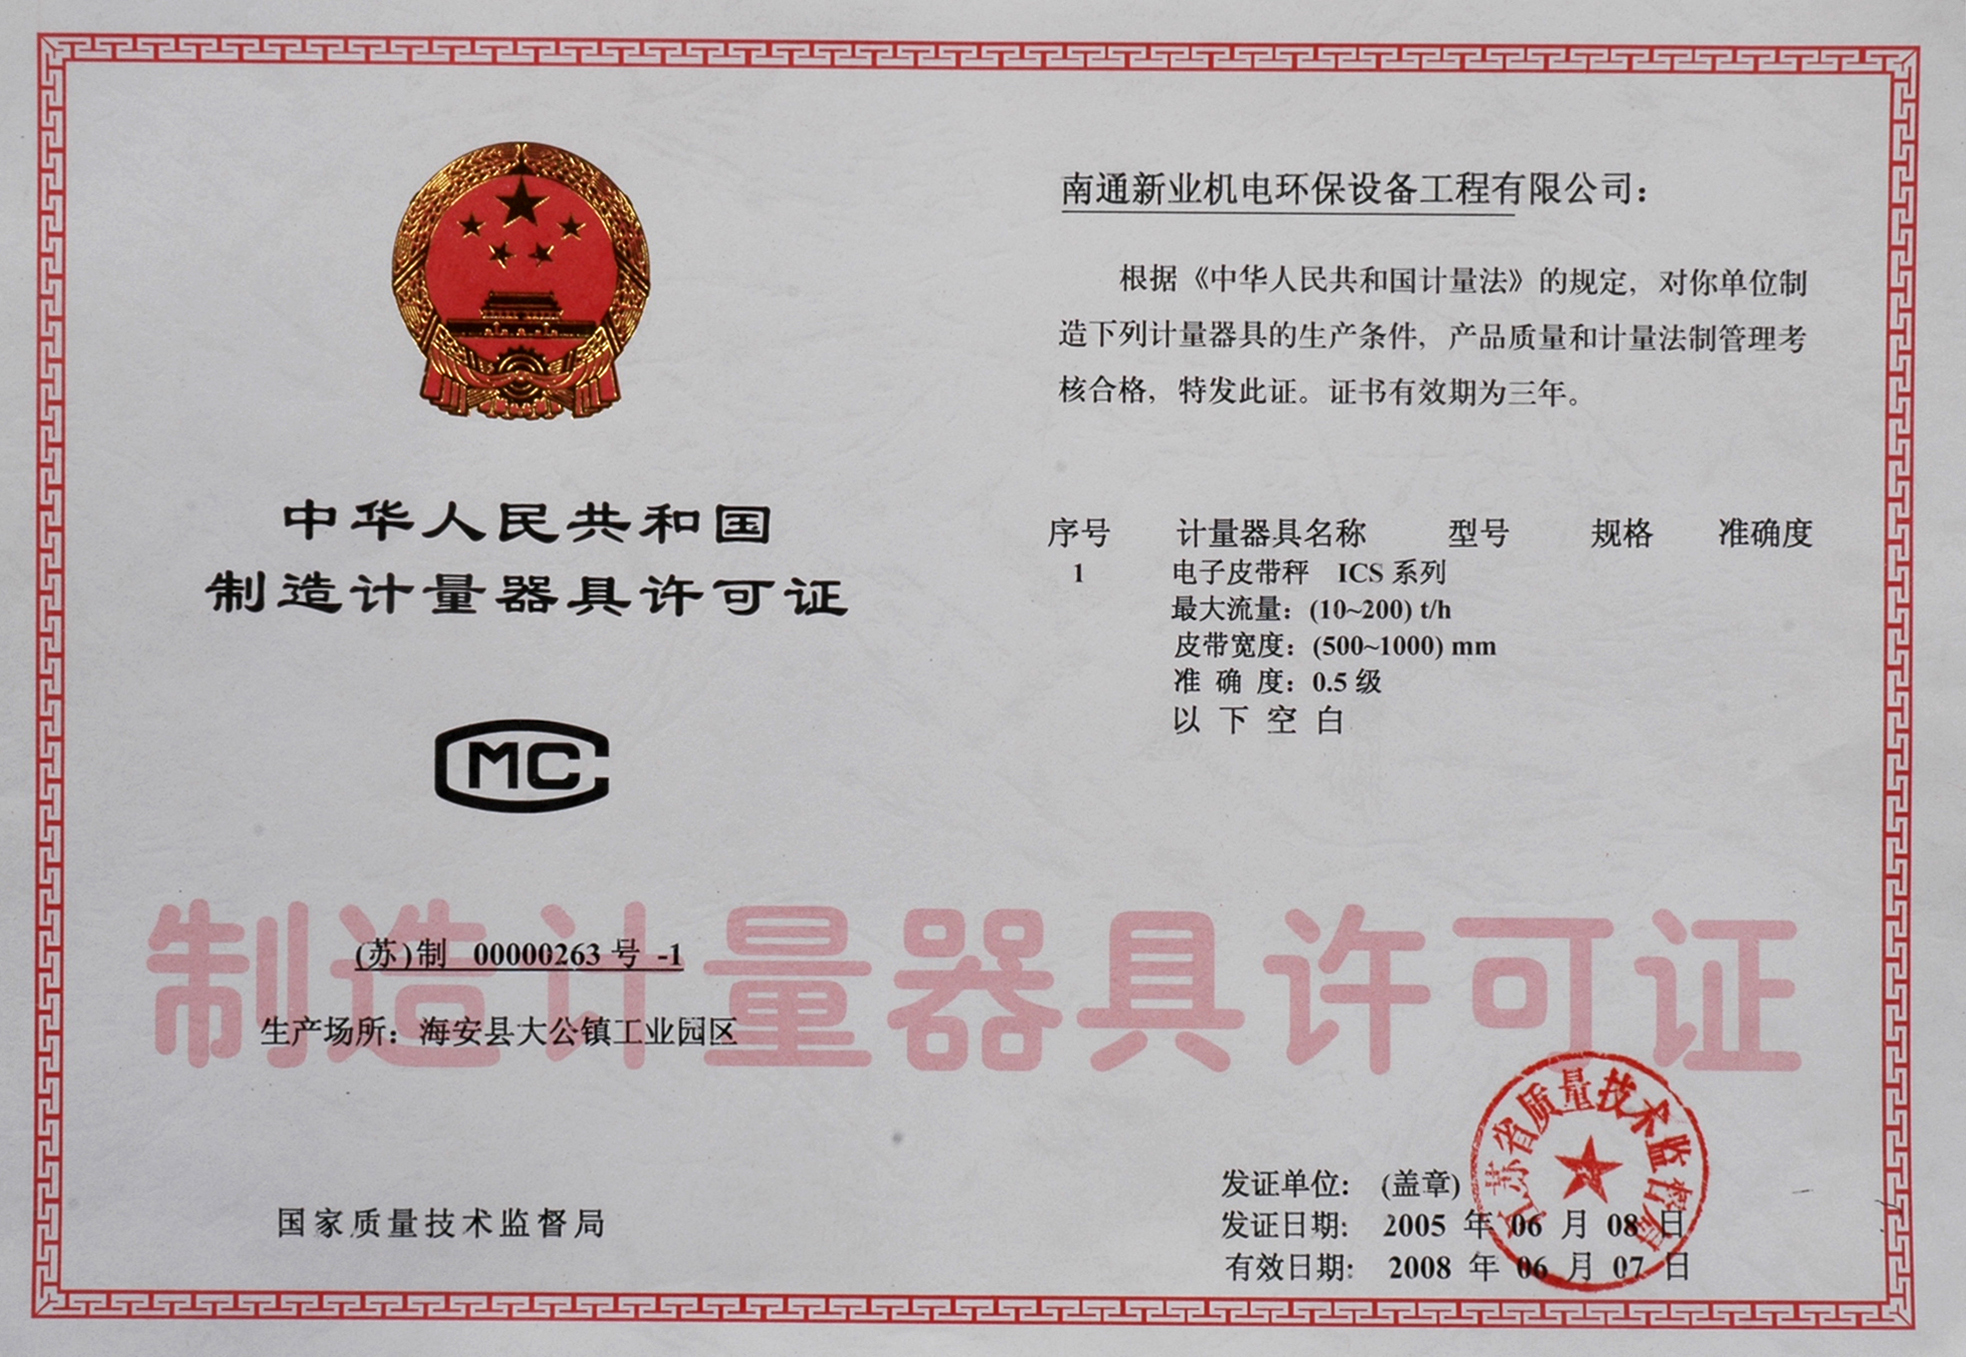 中华人民共和国
制造计量器具许可证
MC
制造计量器具许可证
(苏)制 00000263 号 -1
生产场所：海安县大公镇工业园区
国家质量技术监督局
南通新业机电环保设备工程有限公司：
根据《中华人民共和国计量法》的规定，对你单位制
造下列计量器具的生产条件，产品质量和计量法制管理考
核合格，特发此证。证书有效期为三年。
序号 计量器具名称 型号 规格 准确度
1 电子皮带秤 ICS 系列
最大流量：(10~200) t/h
皮带宽度：(500~1000) mm
准 确 度：0.5 级
以 下 空 白
江苏省质量技术监督局
发证单位：(盖章)
发证日期： 2005 年 06 月 08 日
有效日期： 2008 年 06 月 07 日